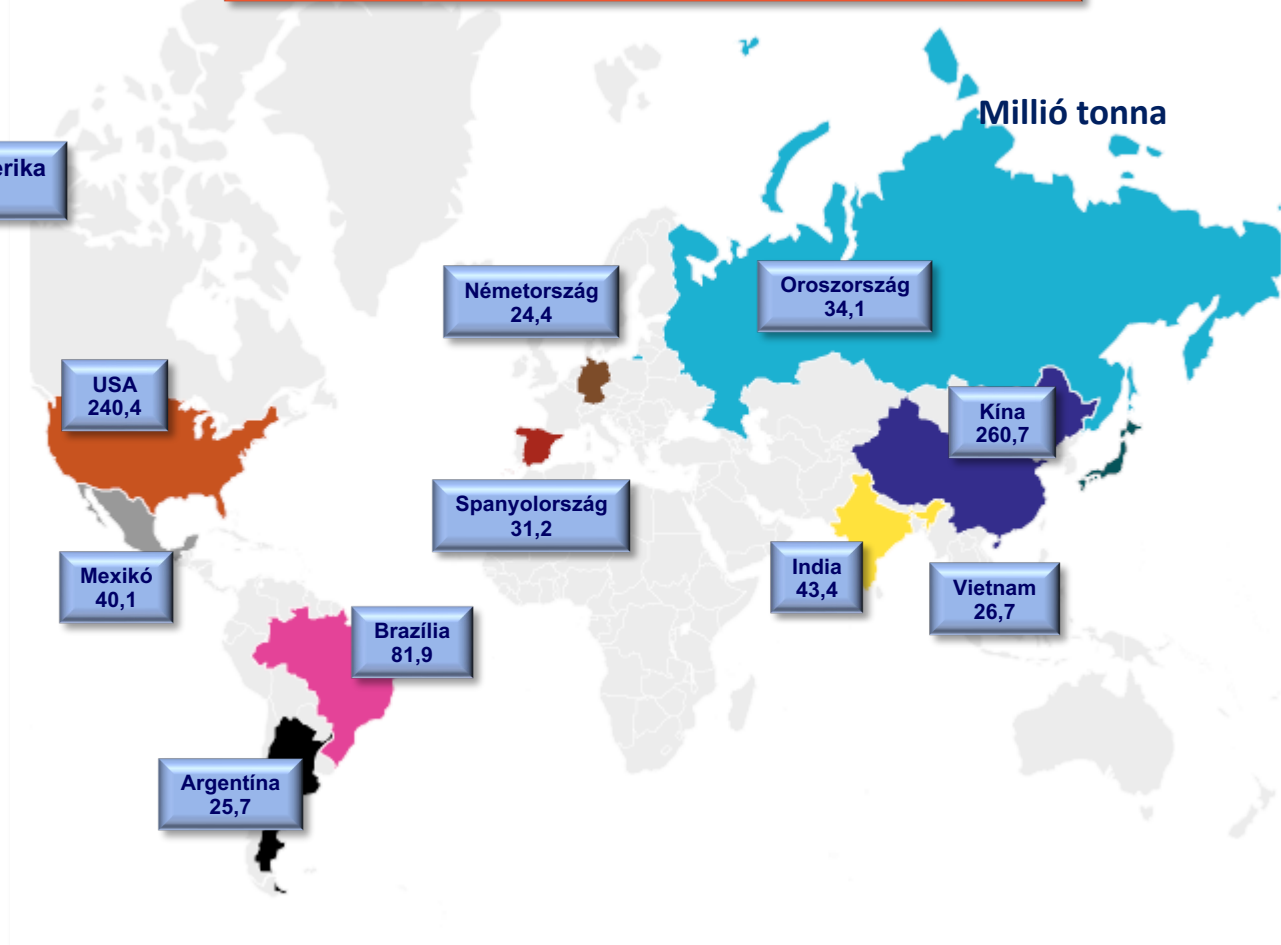 Millió tonna
Németország
24,4
Oroszország
34,1
USA
240,4
Kína
260,7
Spanyolország
31,2
Mexikó
40,1
India
43,4
Vietnam
26,7
Brazília
81,9
Argentína
25,7